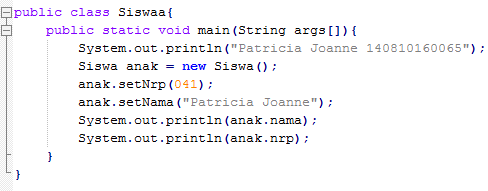 public class Siswaa{
public static void main(String args[]){
System.out.println("Patricia Joanne 140810160065");
Siswa anak = new Siswa();
anak.setNrp(041);
anak.setNama("Patricia Joanne");
System.out.println(anak.nama);
System.out.println(anak.nrp);
}
}